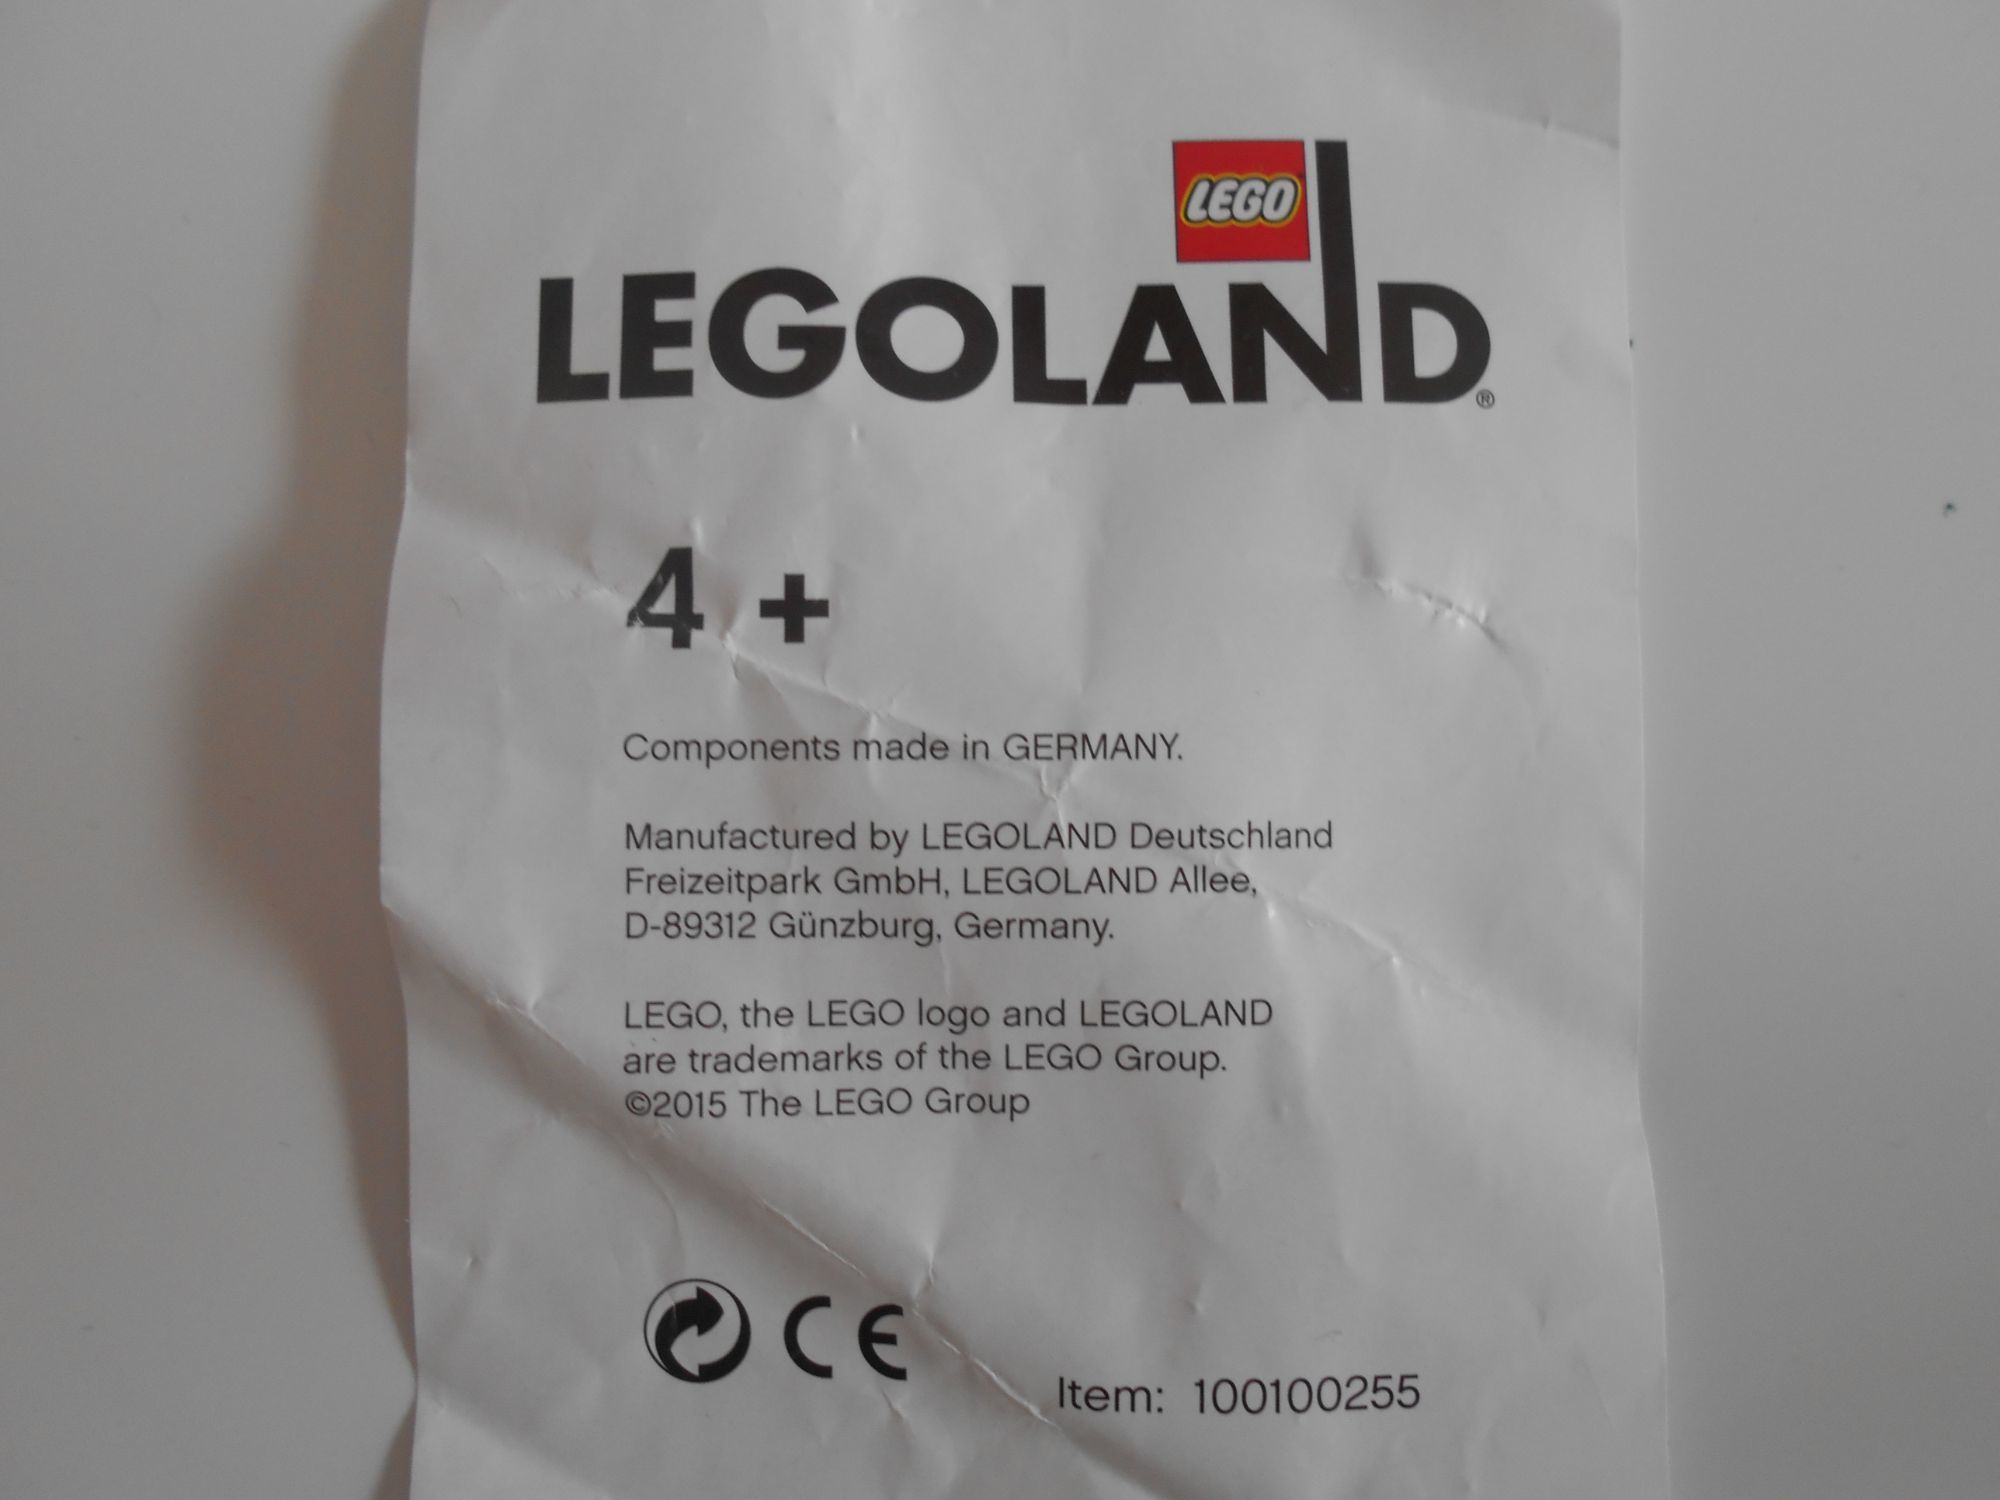 LEGO
LEGOLAND®
4 +
Components made in GERMANY.
Manufactured by LEGOLAND Deutschland
Freizeitpark GmbH, LEGOLAND Allee,
D-89312 Günzburg, Germany.
LEGO, the LEGO logo and LEGOLAND
are trademarks of the LEGO Group.
©2015 The LEGO Group
CE
Item: 100100255